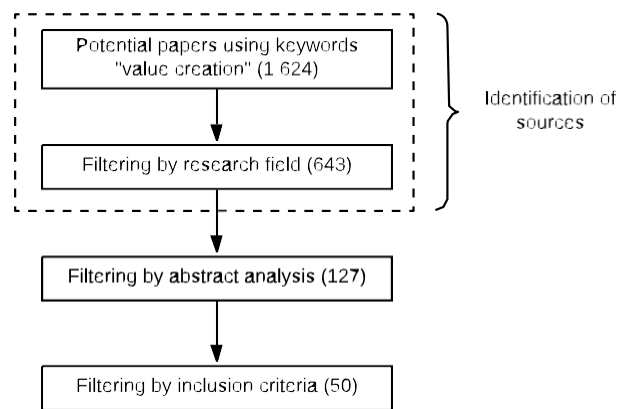 Potential papers using keywords
"value creation" (1 624)
Identification of
sources
Filtering by research field (643)
Filtering by abstract analysis (127)
Filtering by inclusion criteria (50)